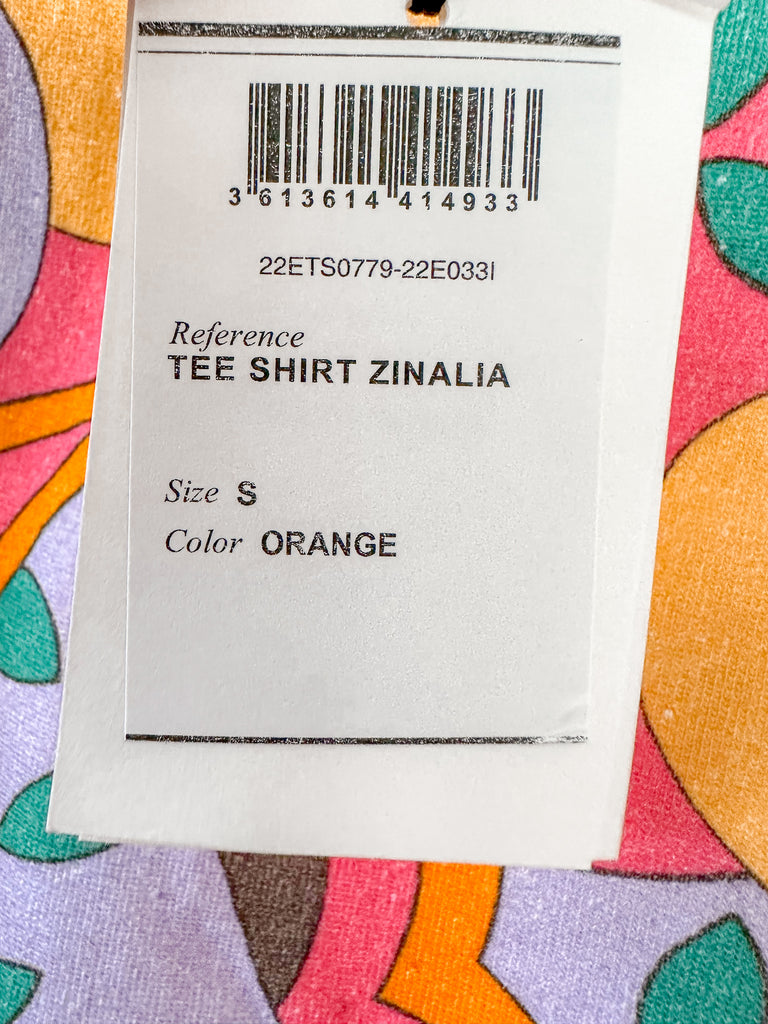 3 613614 414933
22ETS0779-22E033I
Reference
TEE SHIRT ZINALIA
Size S
Color ORANGE